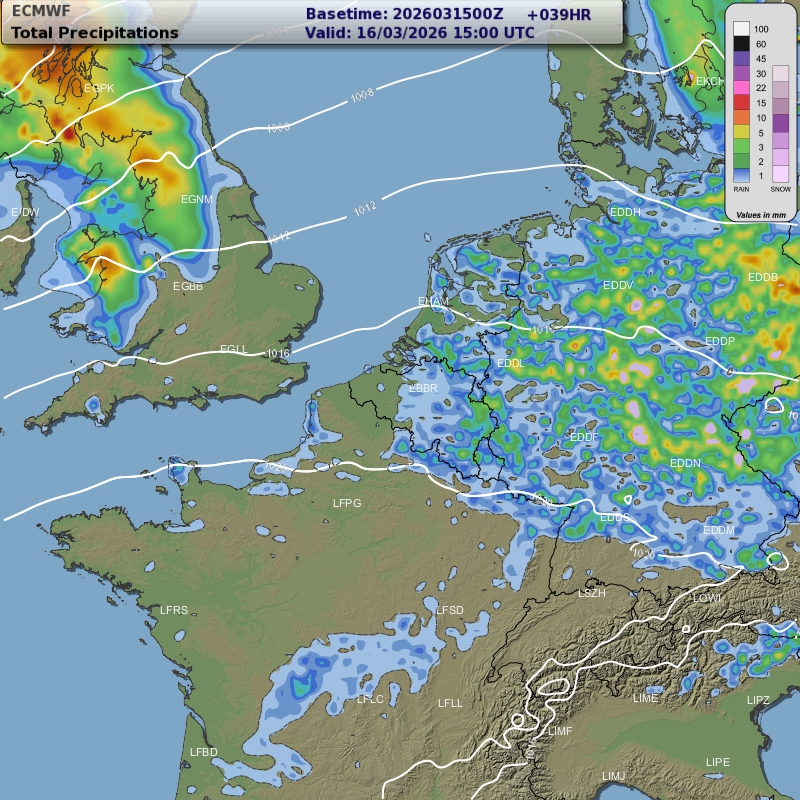 ECMWF
Basetime: 2026031500Z +039HR
Total Precipitations
Valid: 16/03/2026 15:00 UTC
100
60
45
30
22
15
10
5
3
2
1
RAIN
SNOW
Values in mm
EGPK
EKCH
1008
EIDW
EGNM
1012
EDDH
1012
EGBB
EDDV
EDDB
EHAM
EGLL
1016
EDDP
EDDL
EBBR
EDDF
EDDN
LFPG
EDDS
EDDM
LFRS
LFSD
LSZH
LOWI
LFLC
LFLL
LIME
LIPZ
LIMF
LFBD
LIPE
LIMJ